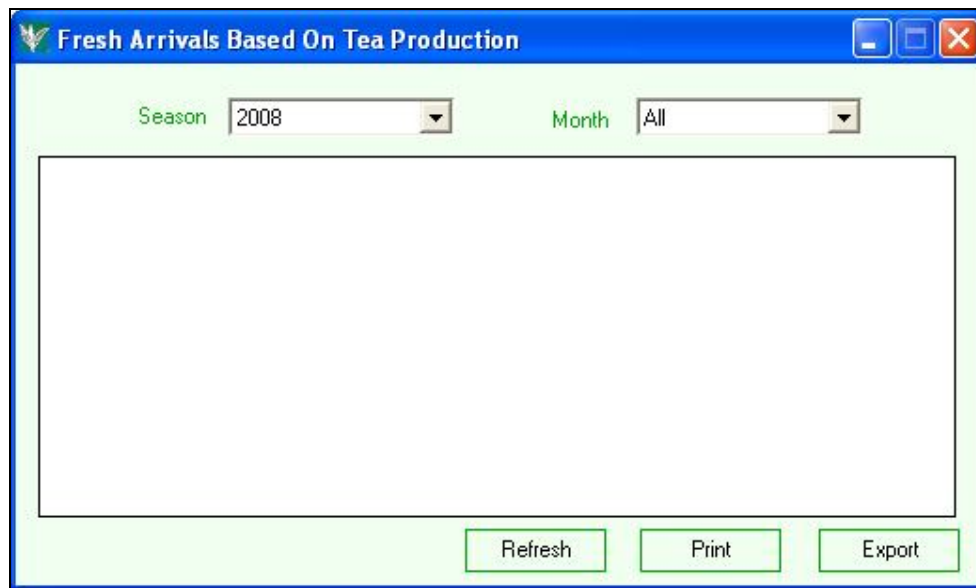 Fresh Arrivals Based On Tea Production
Season 2008 Month All
Refresh Print Export